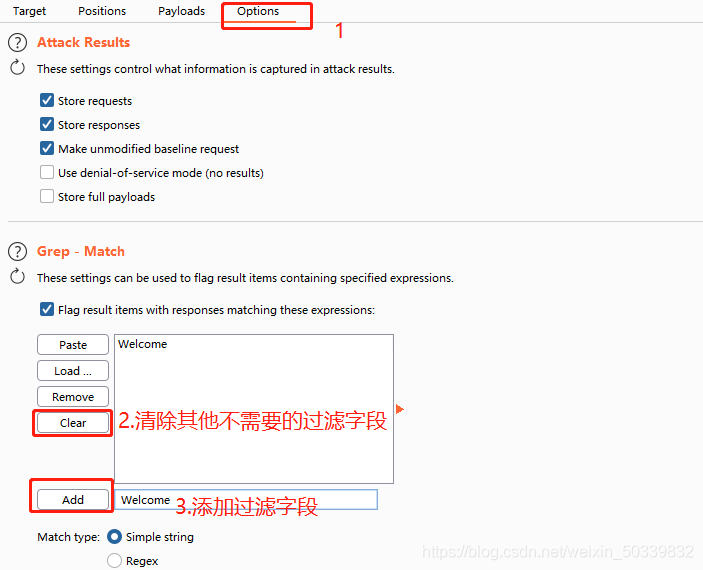 Target Positions Payloads Options
1
Attack Results
These settings control what information is captured in attack results.
Store requests
Store responses
Make unmodified baseline request
Use denial-of-service mode (no results)
Store full payloads
Grep - Match
These settings can be used to flag result items containing specified expressions.
Flag result items with responses matching these expressions:
Paste
Welcome
Load ...
Remove
Clear
2.清除其他不需要的过滤字段
Add
Welcome
3.添加过滤字段
Match type: Simple string
Regex
https://blog.csdn.net/weixin_50339832